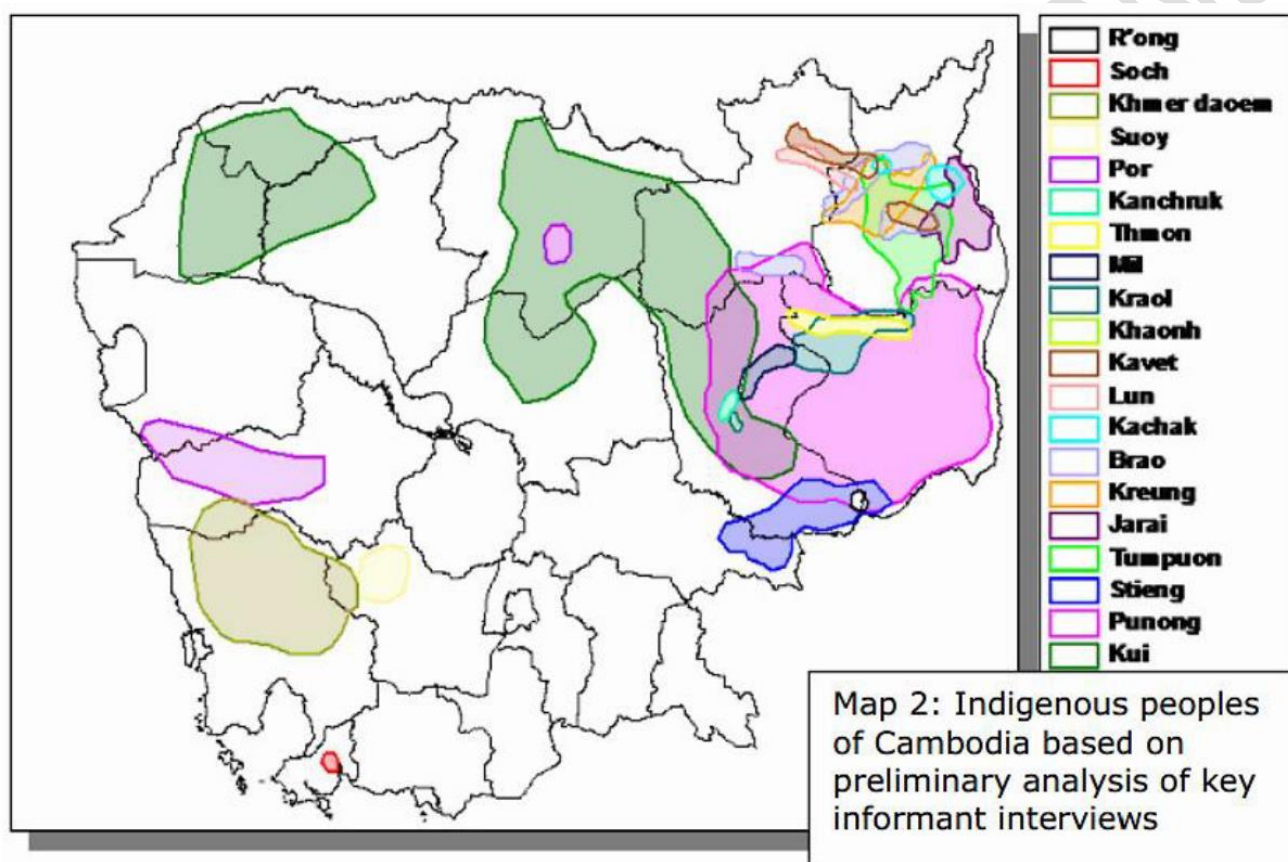 R'ong
Soch
Khmer daoem
Suoy
Por
Kanchruk
Thmon
Mil
Kraol
Khaonh
Kavet
Lun
Kachak
Brao
Kreung
Jarai
Tumpuon
Stieng
Punong
Kui
Map 2: Indigenous peoples
of Cambodia based on
preliminary analysis of key
informant interviews